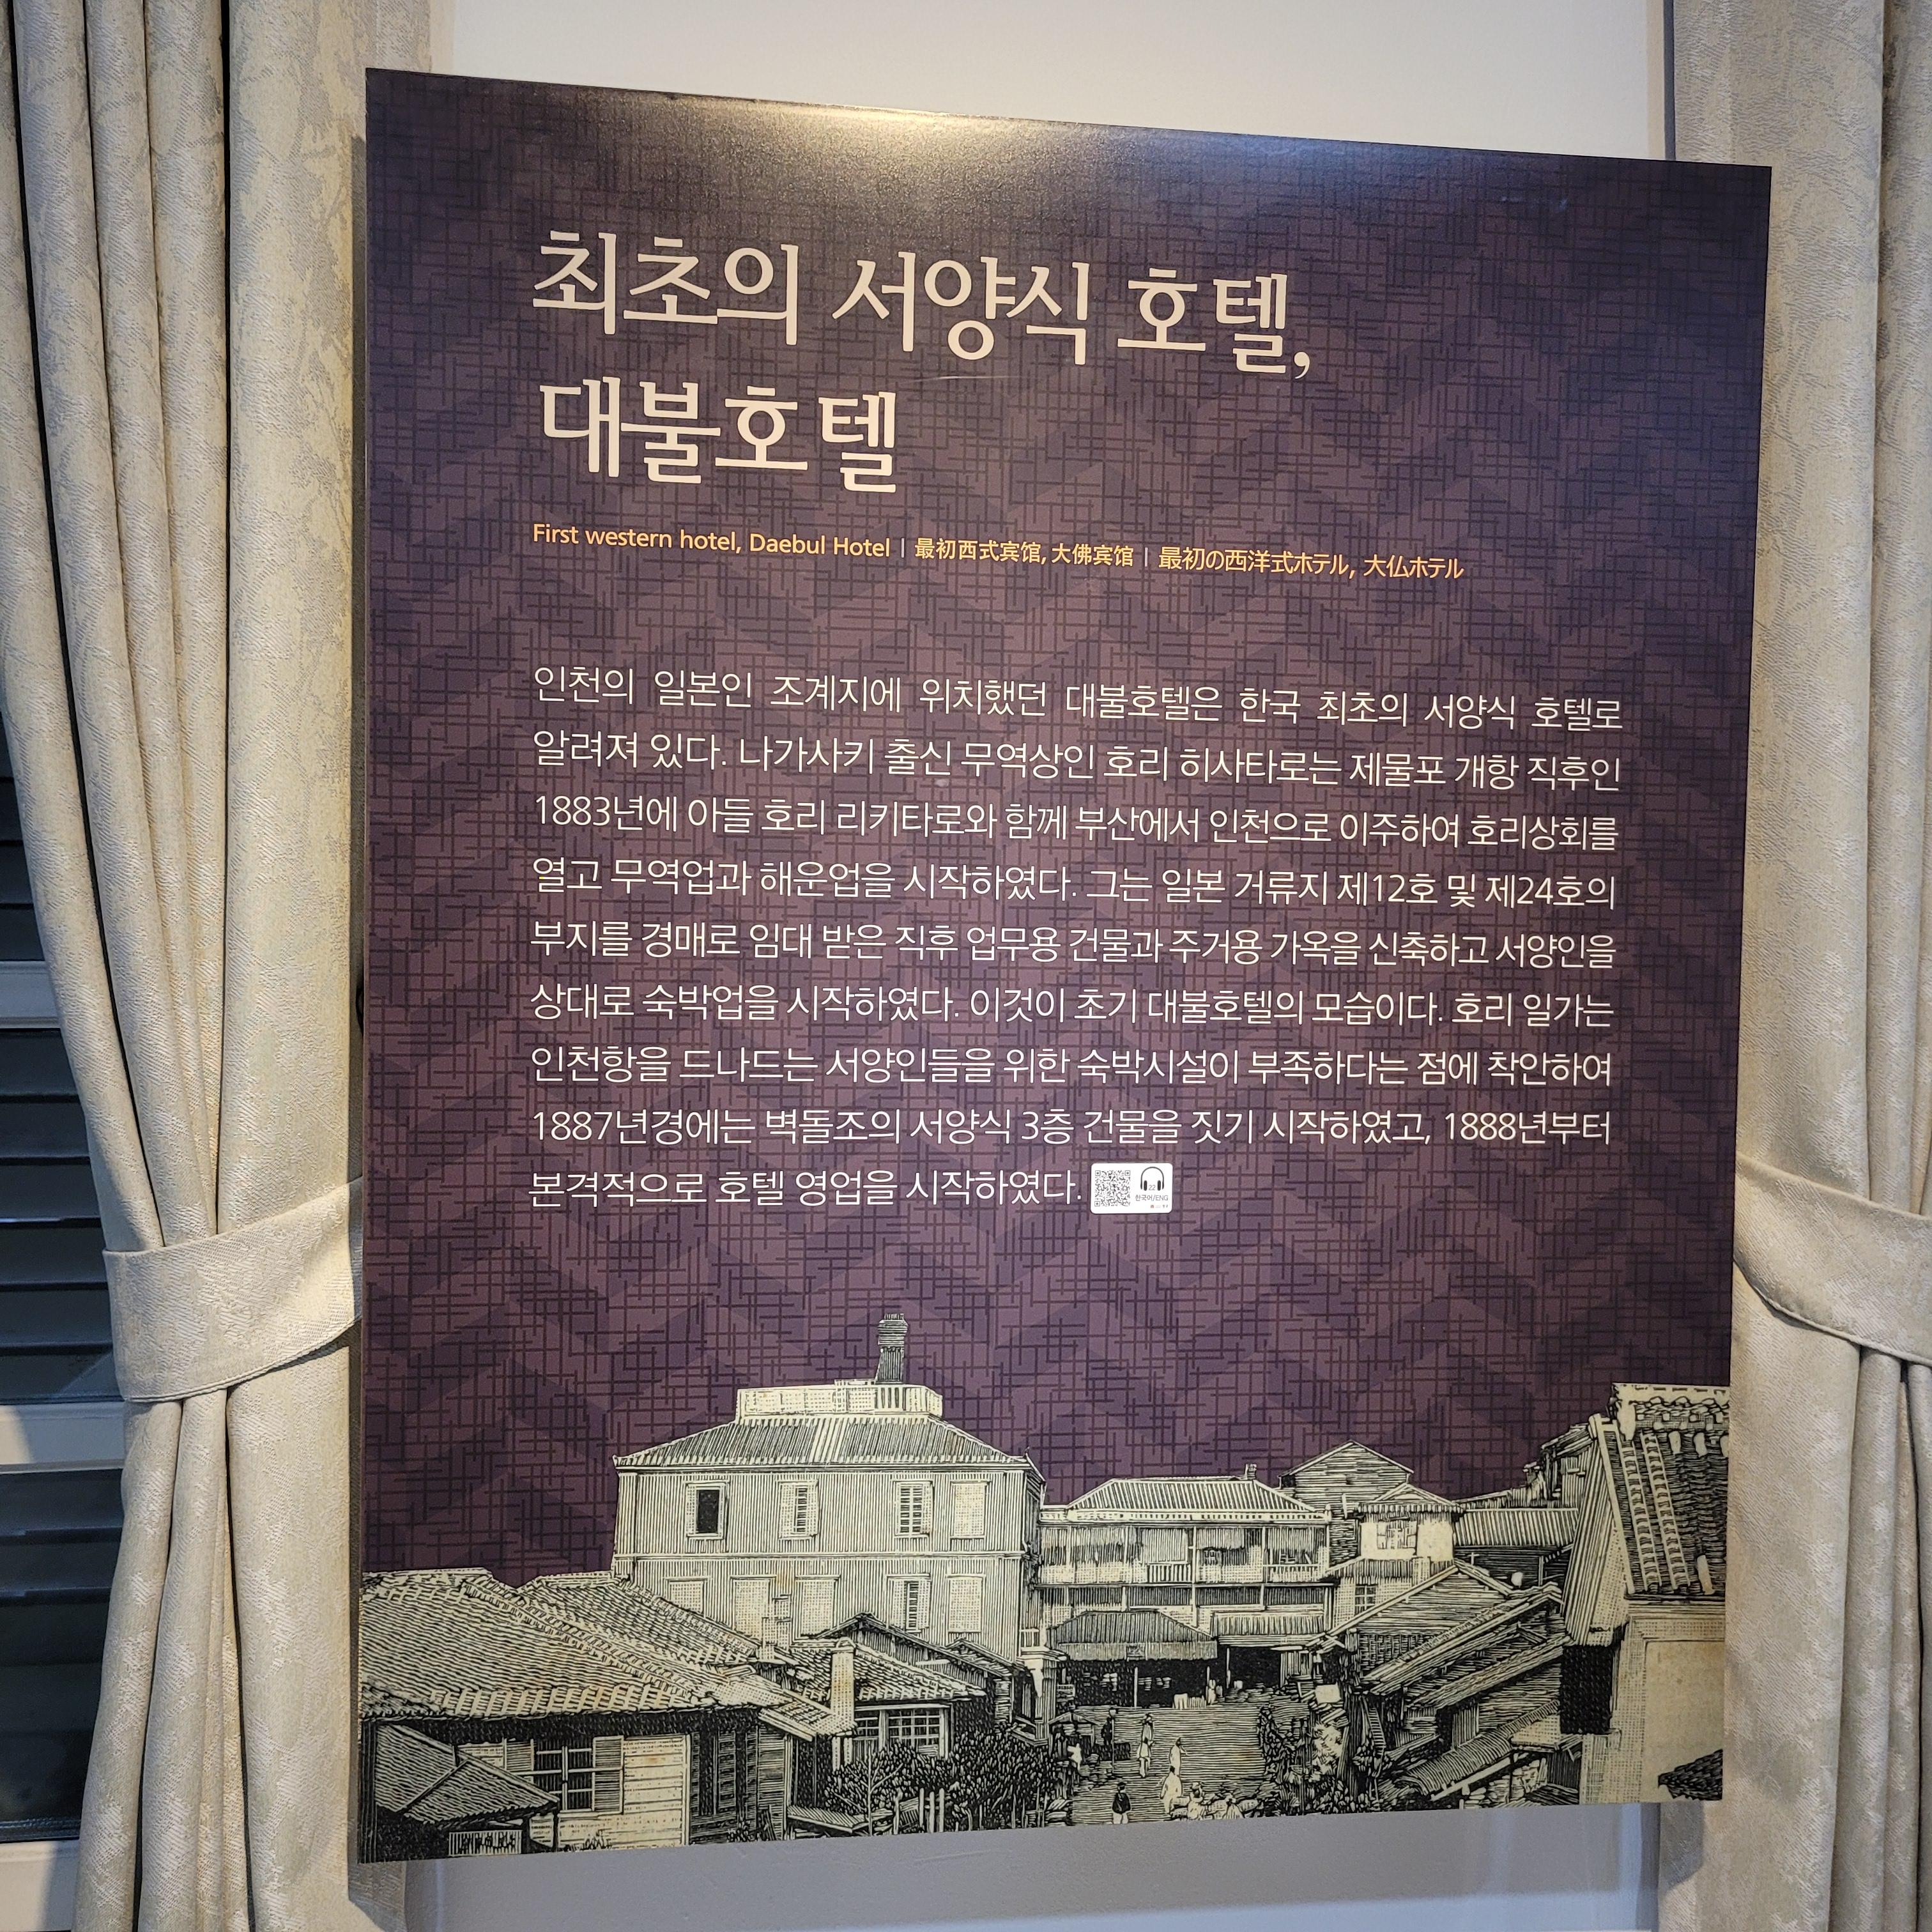 최초의 서양식 호텔,
대불호텔
First western hotel, Daebul Hotel | 最初西式宾馆, 大佛宾馆 | 最初の西洋式ホテル, 大仏ホテル
인천의 일본인 조계지에 위치했던 대불호텔은 한국 최초의 서양식 호텔로
알려져 있다. 나가사키 출신 무역상인 호리 히사타로는 제물포 개항 직후인
1883년에 아들 호리 리키타로와 함께 부산에서 인천으로 이주하여 호리상회를
열고 무역업과 해운업을 시작하였다. 그는 일본 거류지 제12호 및 제24호의
부지를 경매로 임대 받은 직후 업무용 건물과 주거용 가옥을 신축하고 서양인을
상대로 숙박업을 시작하였다. 이것이 초기 대불호텔의 모습이다. 호리 일가는
인천항을 드나드는 서양인들을 위한 숙박시설이 부족하다는 점에 착안하여
1887년경에는 벽돌조의 서양식 3층 건물을 짓기 시작하였고, 1888년부터
본격적으로 호텔 영업을 시작하였다.
22
한국어/ENG